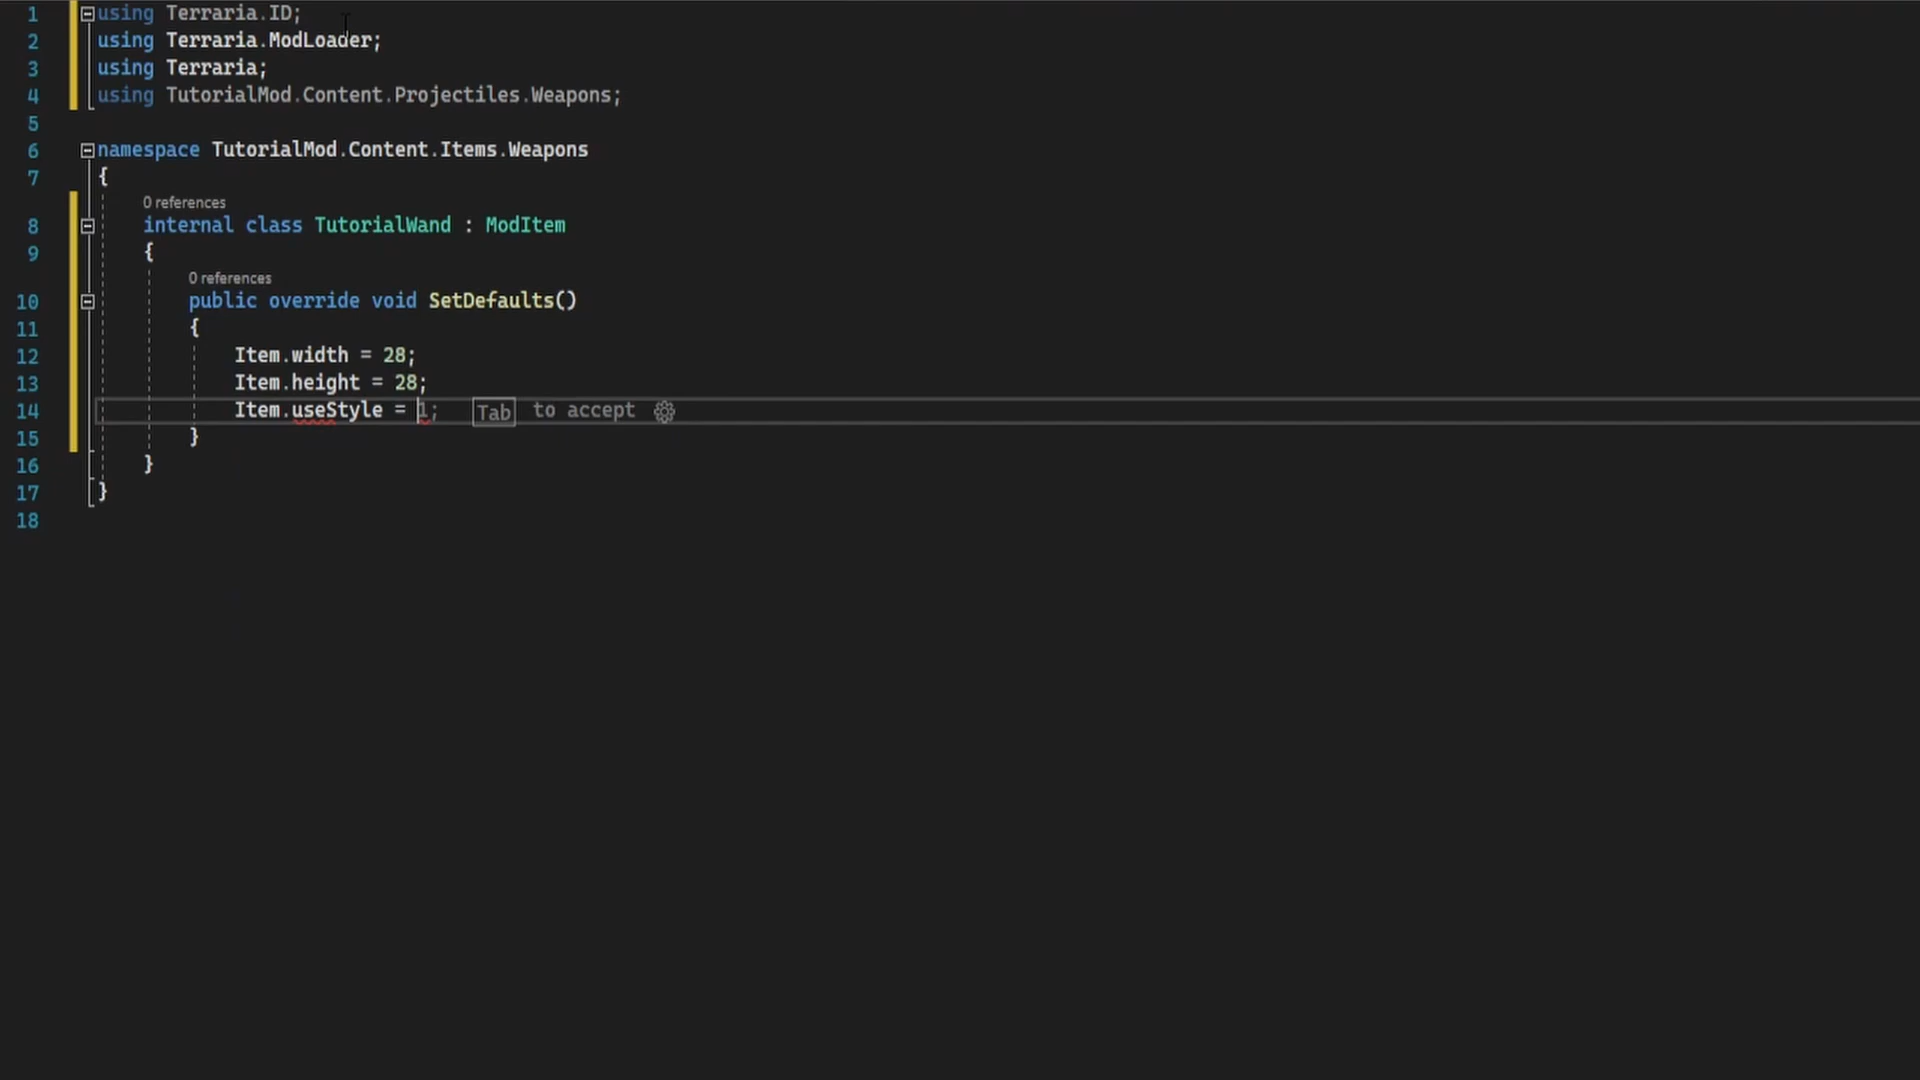 1 using Terraria.ID;
2 using Terraria.ModLoader;
3 using Terraria;
4 using TutorialMod.Content.Projectiles.Weapons;
5
6 namespace TutorialMod.Content.Items.Weapons
7 {
0 references
8 internal class TutorialWand : ModItem
9 {
0 references
10 public override void SetDefaults()
11 {
12 Item.width = 28;
13 Item.height = 28;
14 Item.useStyle = 1; Tab to accept
15 }
16 }
17 }
18